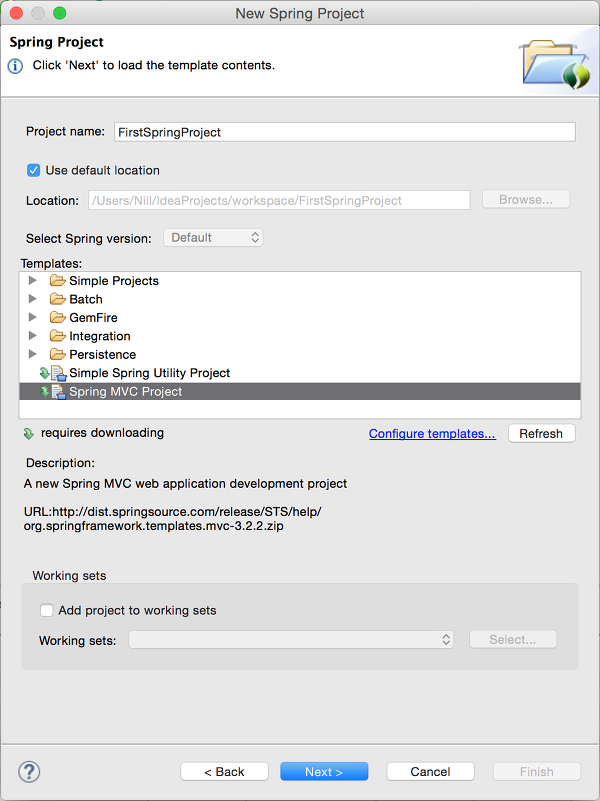 New Spring Project
Spring Project
Click 'Next' to load the template contents.
Project name: FirstSpringProject
Use default location
Location: /Users/Nill/IdeaProjects/workspace/FirstSpringProject Browse...
Select Spring version: Default
Templates:
Simple Projects
Batch
GemFire
Integration
Persistence
Simple Spring Utility Project
Spring MVC Project
requires downloading Configure templates... Refresh
Description:
A new Spring MVC web application development project
URL:http://dist.springsource.com/release/STS/help/
org.springframework.templates.mvc-3.2.2.zip
Working sets
Add project to working sets
Working sets: Select...
? < Back Next > Cancel Finish